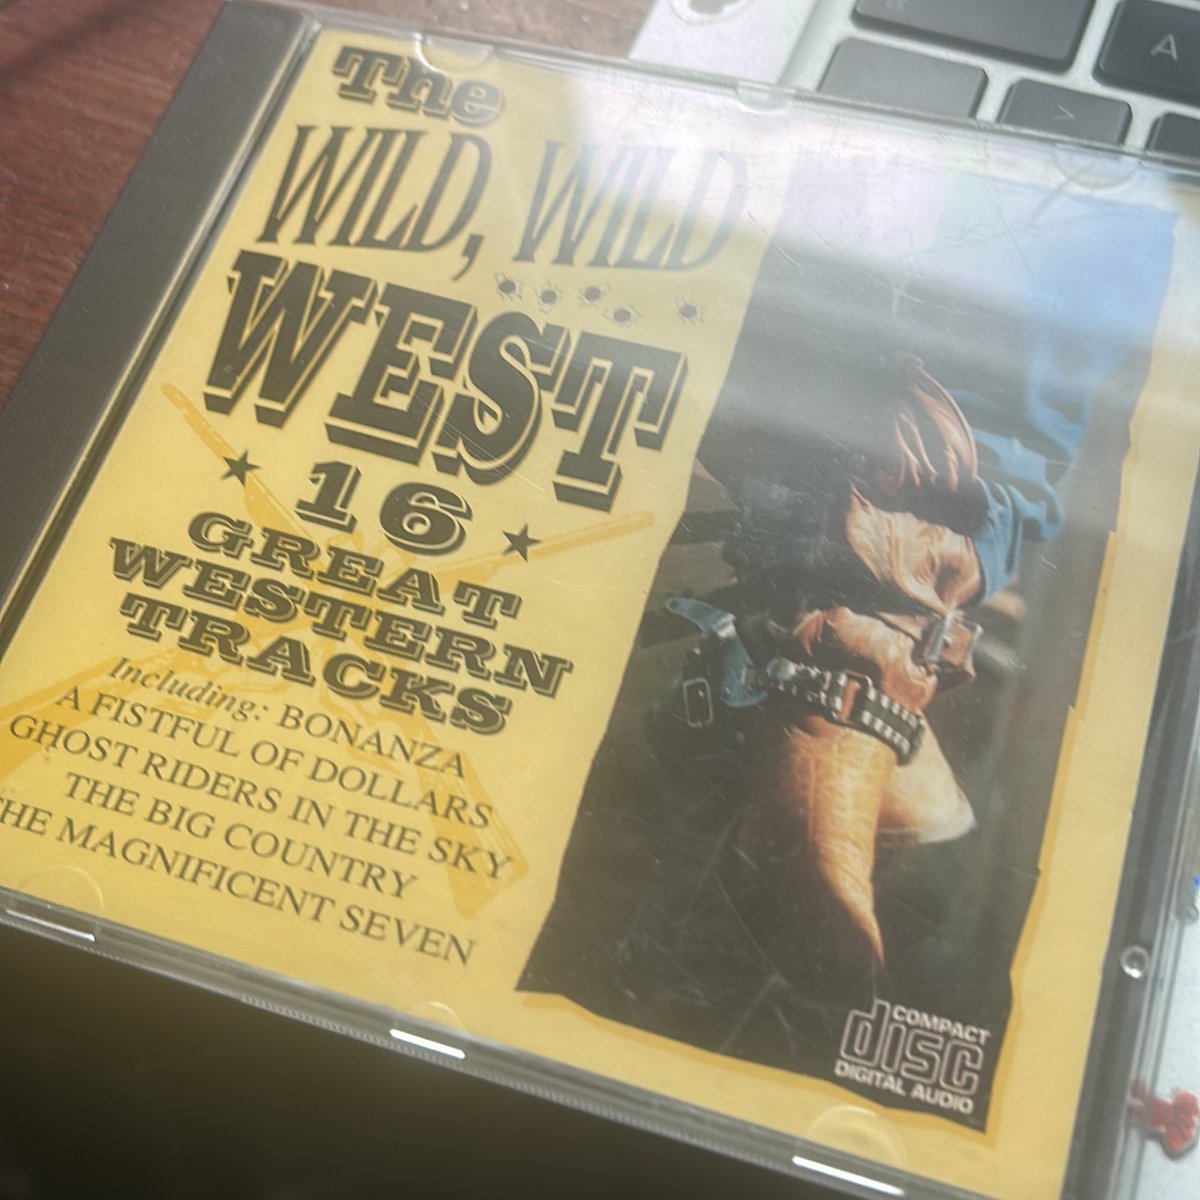 The
WILD, WILD
WEST
16
GREAT
WESTERN
TRACKS
Including: BONANZA
A FISTFUL OF DOLLARS
GHOST RIDERS IN THE SKY
THE BIG COUNTRY
THE MAGNIFICENT SEVEN
COMPACT
disc
DIGITAL AUDIO
A